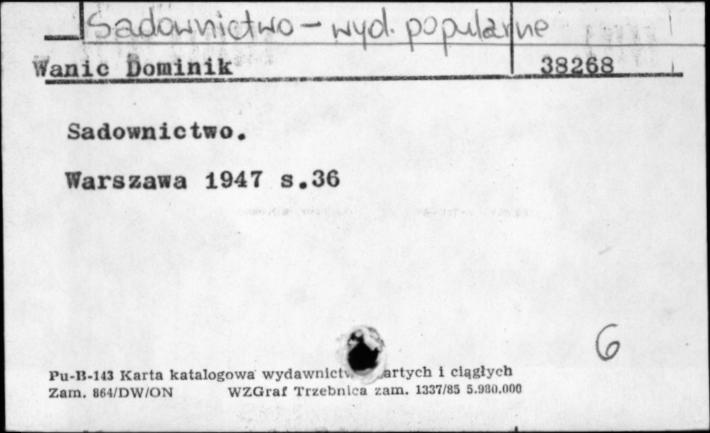 Sadownictwo - wyd. popularne
Wanic Dominik 38268
Sadownictwo.
Warszawa 1947 s.36
6
Pu-B-143 Karta katalogowa wydawnictw artych i ciągłych
Zam. 864/DW/ON WZGraf Trzebnica zam. 1337/85 5.980.000